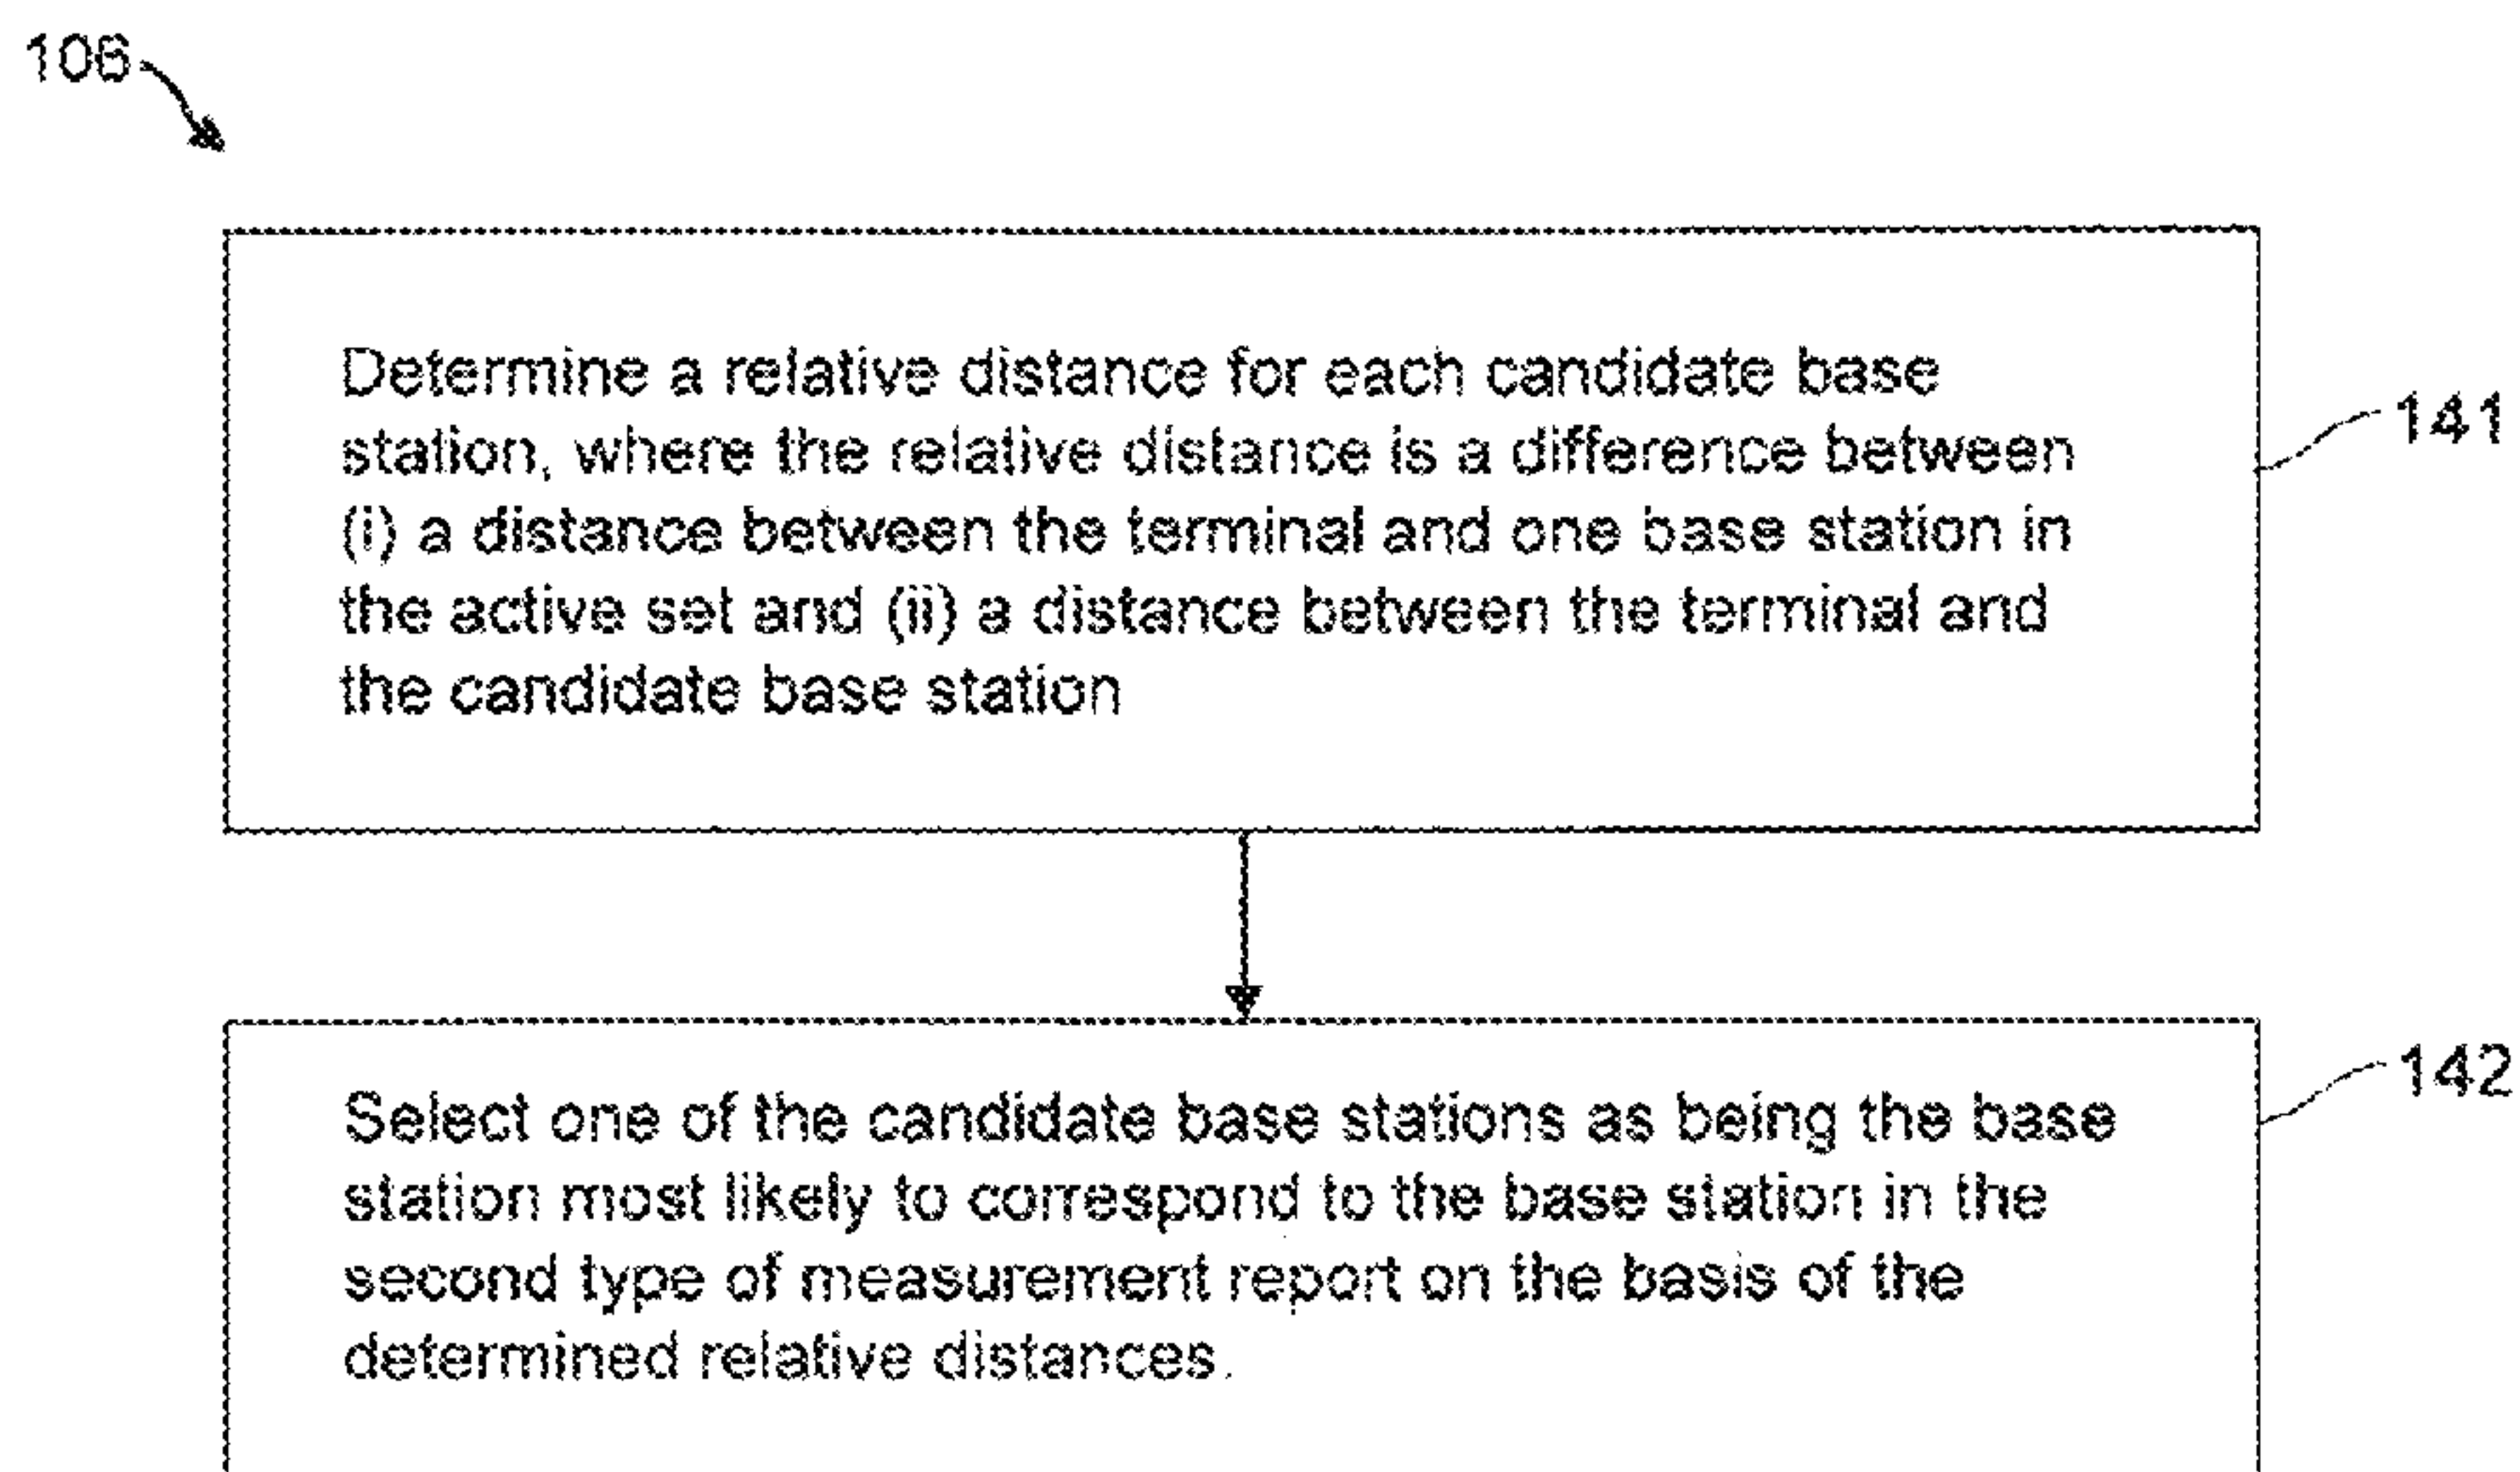 106
Determine a relative distance for each candidate base
station, where the relative distance is a difference between
(i) a distance between the terminal and one base station in
the active set and (ii) a distance between the terminal and
the candidate base station
141
Select one of the candidate base stations as being the base
station most likely to correspond to the base station in the
second type of measurement report on the basis of the
determined relative distances.
142